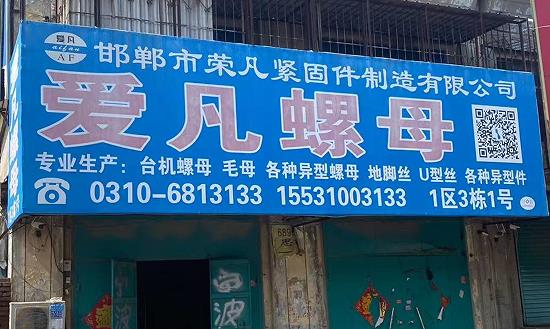 爱凡
aifan
AF
邯郸市荣凡紧固件制造有限公司
爱凡螺母
专业生产：台机螺母 毛母 各种异型螺母 地脚丝 U型丝 各种异型件
☎ 0310-6813133 15531003133 1区3栋1号
689
电
波